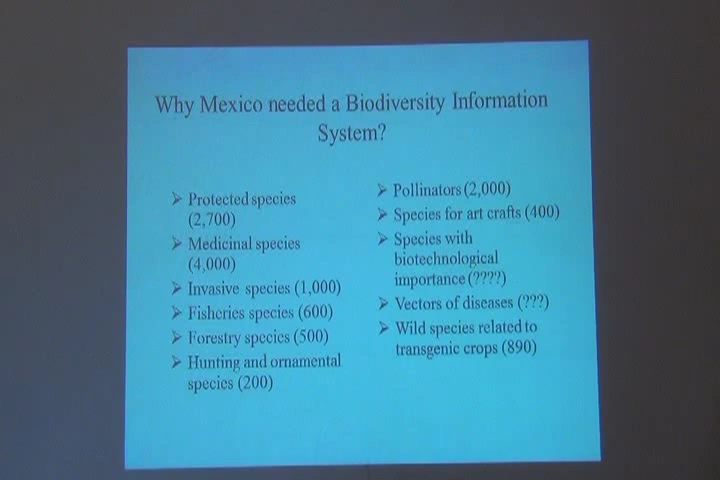 Why Mexico needed a Biodiversity Information
System?
➢ Protected species
(2,700)
➢ Medicinal species
(4,000)
➢ Invasive species (1,000)
➢ Fisheries species (600)
➢ Forestry species (500)
➢ Hunting and ornamental
species (200)
➢ Pollinators (2,000)
➢ Species for art crafts (400)
➢ Species with
biotechnological
importance (????)
➢ Vectors of diseases (???)
➢ Wild species related to
transgenic crops (890)